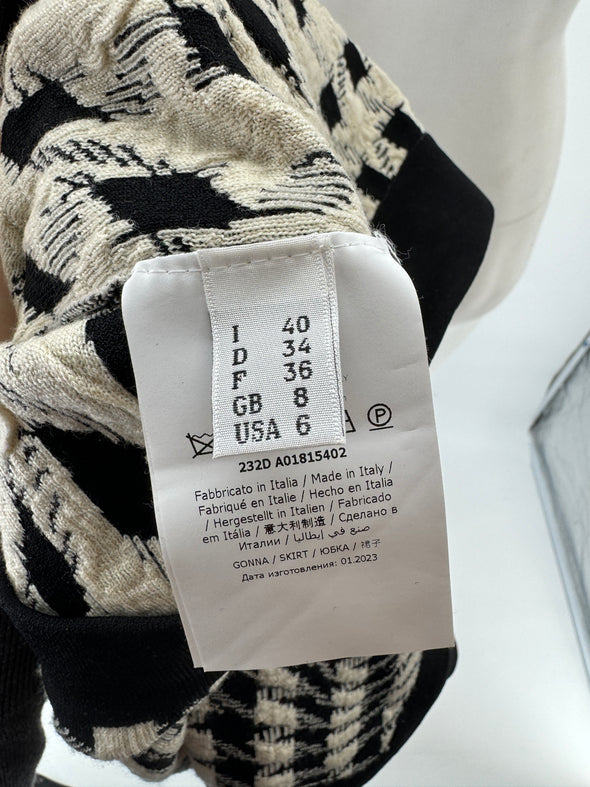 I 40
D 34
F 36
GB 8
USA 6
P
232D A01815402
Fabbricato in Italia / Made in Italy /
Fabriqué en Italie / Hecho en Italia
/ Hergestellt in Italien / Fabricado
em Itália / 意大利制造 / Сделано в
Италии / صنع في إيطاليا
GONNA / SKIRT / ЮБКА / 裙子
Дата изготовления: 01.2023